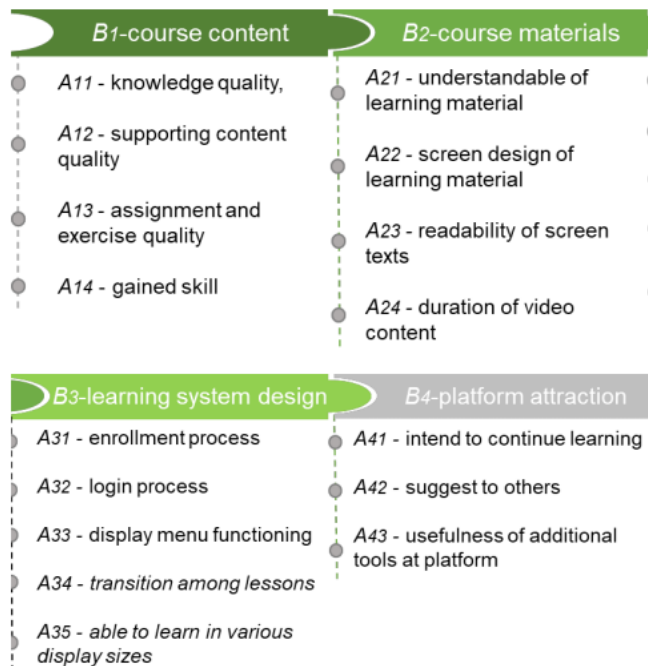 B1-course content
A11 - knowledge quality,
A12 - supporting content
quality
A13 - assignment and
exercise quality
A14 - gained skill
B2-course materials
A21 - understandable of
learning material
A22 - screen design of
learning material
A23 - readability of screen
texts
A24 - duration of video
content
B3-learning system design
A31 - enrollment process
A32 - login process
A33 - display menu functioning
A34 - transition among lessons
A35 - able to learn in various
display sizes
B4-platform attraction
A41 - intend to continue learning
A42 - suggest to others
A43 - usefulness of additional
tools at platform